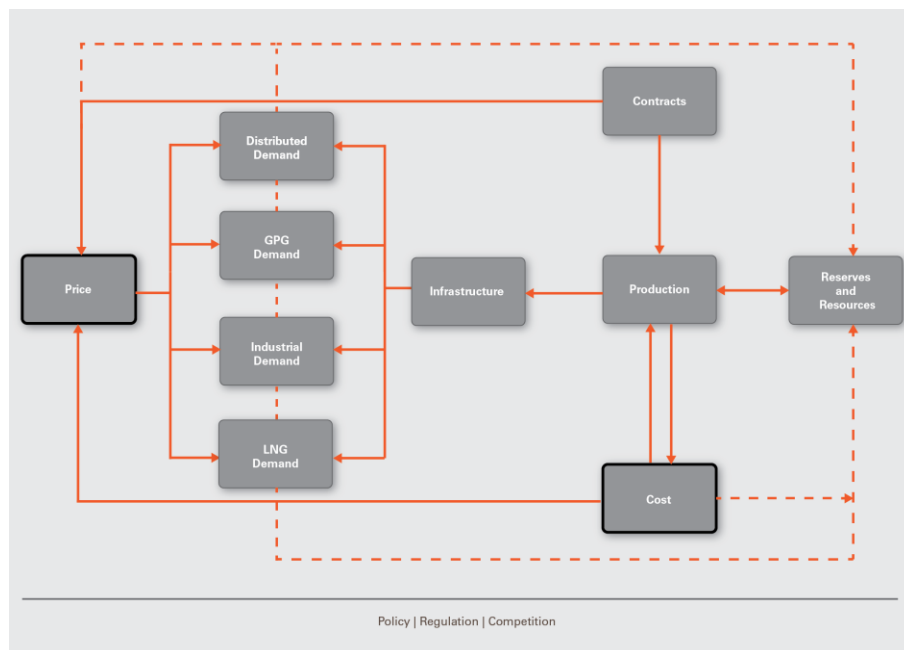 Contracts
Distributed
Demand
GPG
Demand
Price
Infrastructure
Production
Reserves
and
Resources
Industrial
Demand
LNG
Demand
Cost
Policy | Regulation | Competition